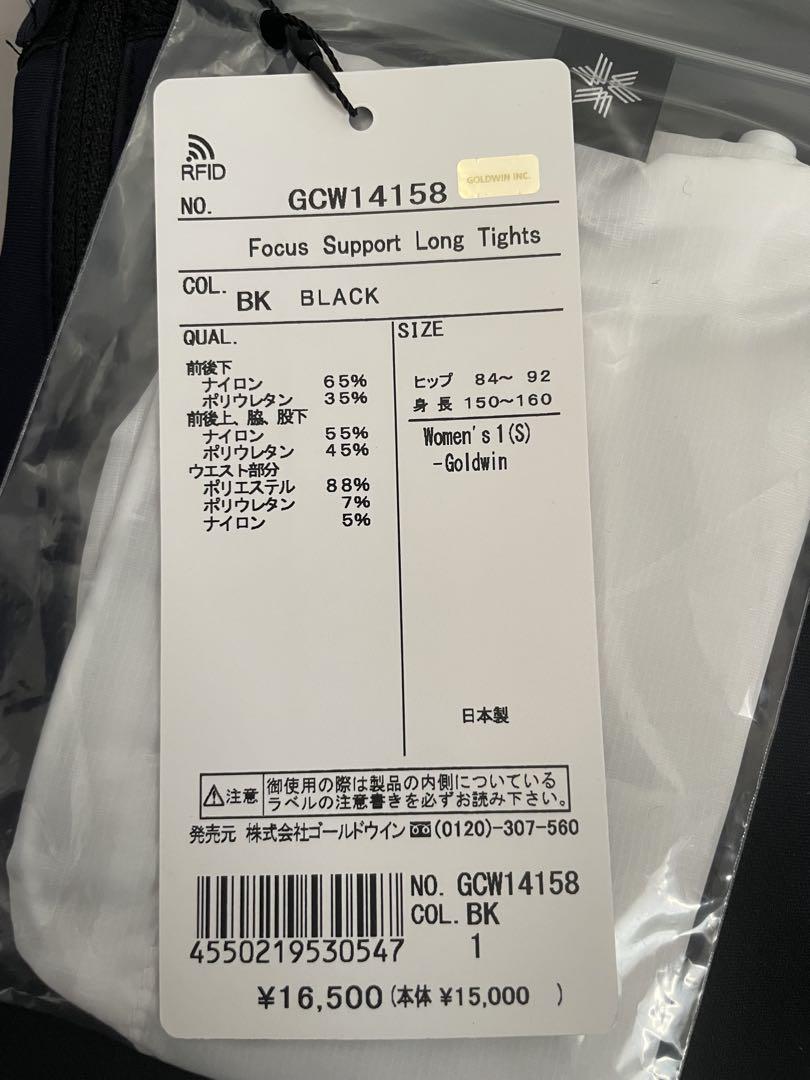 RFID
GOLDWIN INC.
NO. GCW14158
Focus Support Long Tights
COL. BK BLACK
QUAL.
前後下
ナイロン 65%
ポリウレタン 35%
前後上、脇、股下
ナイロン 55%
ポリウレタン 45%
ウエスト部分
ポリエステル 88%
ポリウレタン 7%
ナイロン 5%
SIZE
ヒップ 84〜 92
身長 150〜160
Women's 1(S)
-Goldwin
日本製
注意 御使用の際は製品の内側についている
ラベルの注意書きを必ずお読み下さい。
発売元 株式会社ゴールドウイン (0120)-307-560
4550219530547
NO. GCW14158
COL. BK
1
¥16,500 (本体 ¥15,000 )